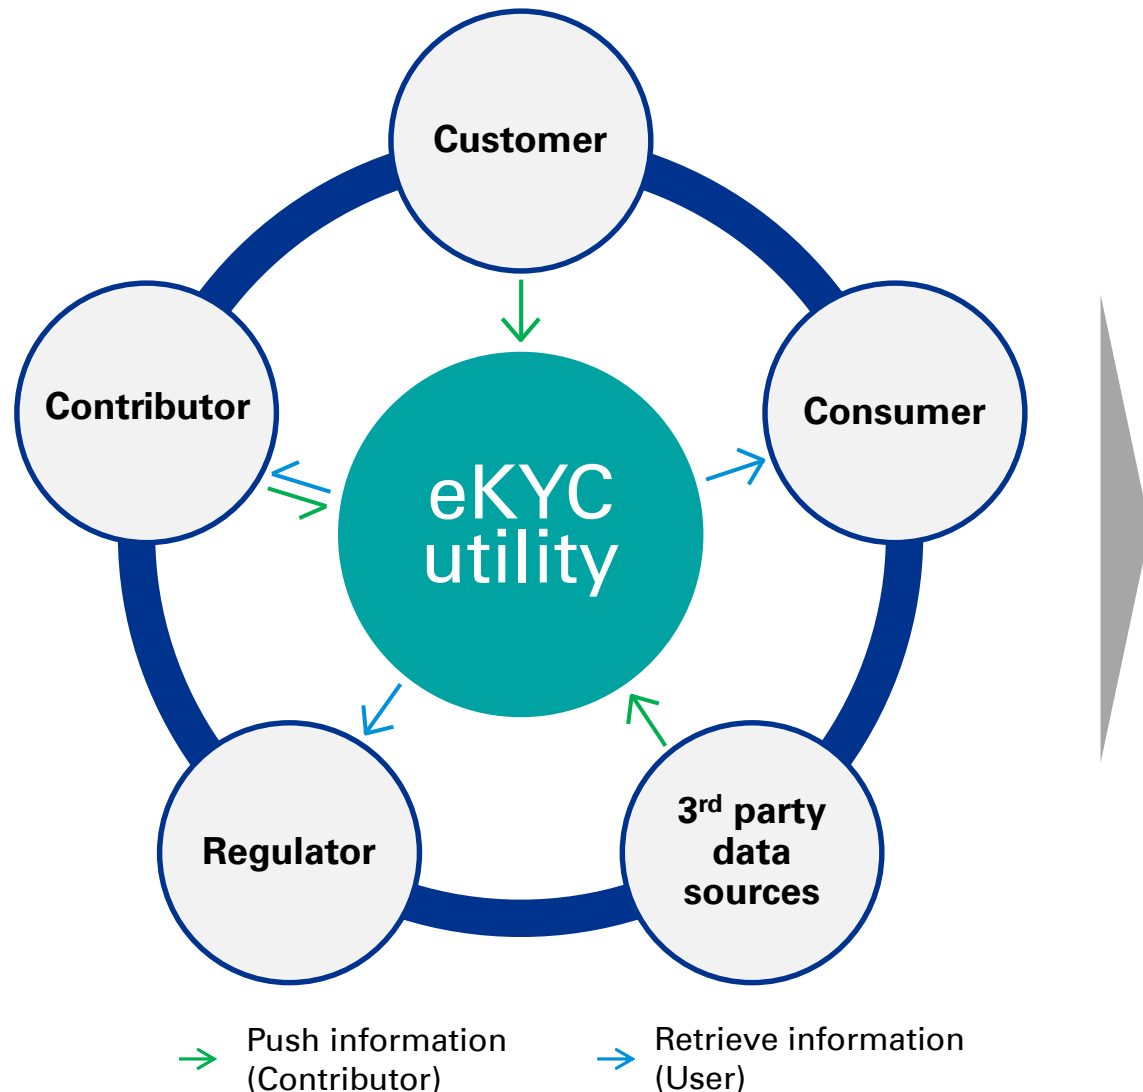 Customer
Contributor
Consumer
eKYC
utility
Regulator
3rd party
data
sources
Push information
(Contributor)
Retrieve information
(User)